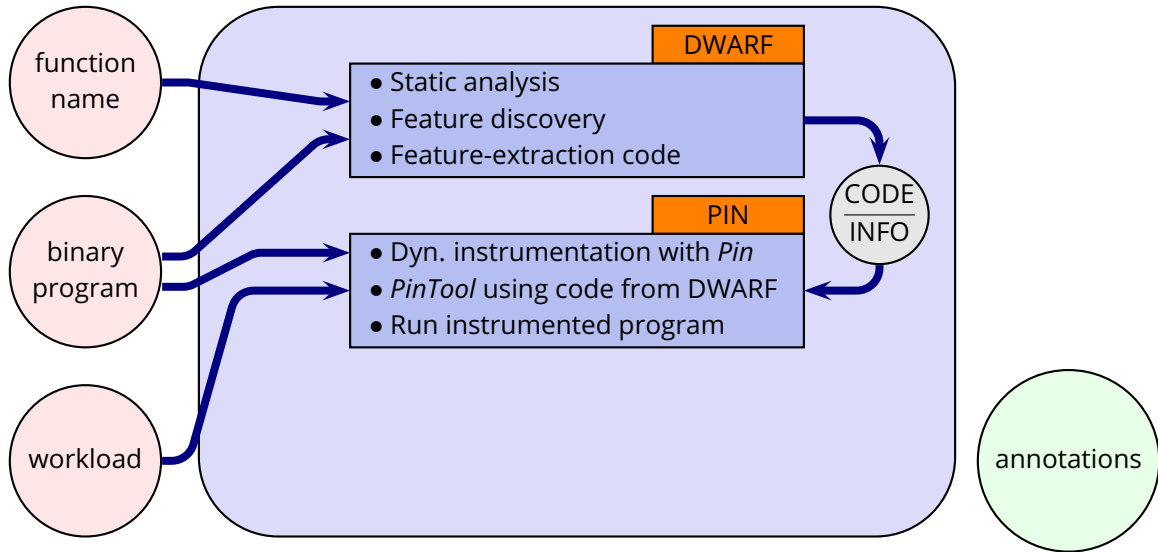 function
name
DWARF
● Static analysis
● Feature discovery
● Feature-extraction code
CODE
INFO
binary
program
PIN
● Dyn. instrumentation with Pin
● PinTool using code from DWARF
● Run instrumented program
workload
annotations